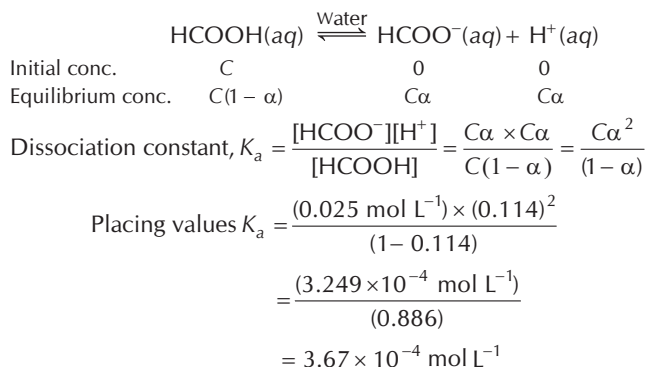 HCOOH(aq) ⇌ (Water) HCOO⁻(aq) + H⁺(aq)
Initial conc. C 0 0
Equilibrium conc. C(1 - α) Cα Cα
Dissociation constant, Kₐ = [HCOO⁻][H⁺] / [HCOOH] = Cα × Cα / C(1 − α) = Cα² / (1 − α)
Placing values Kₐ = (0.025 mol L⁻¹) × (0.114)² / (1 − 0.114)
= (3.249 × 10⁻⁴ mol L⁻¹) / (0.886)
= 3.67 × 10⁻⁴ mol L⁻¹